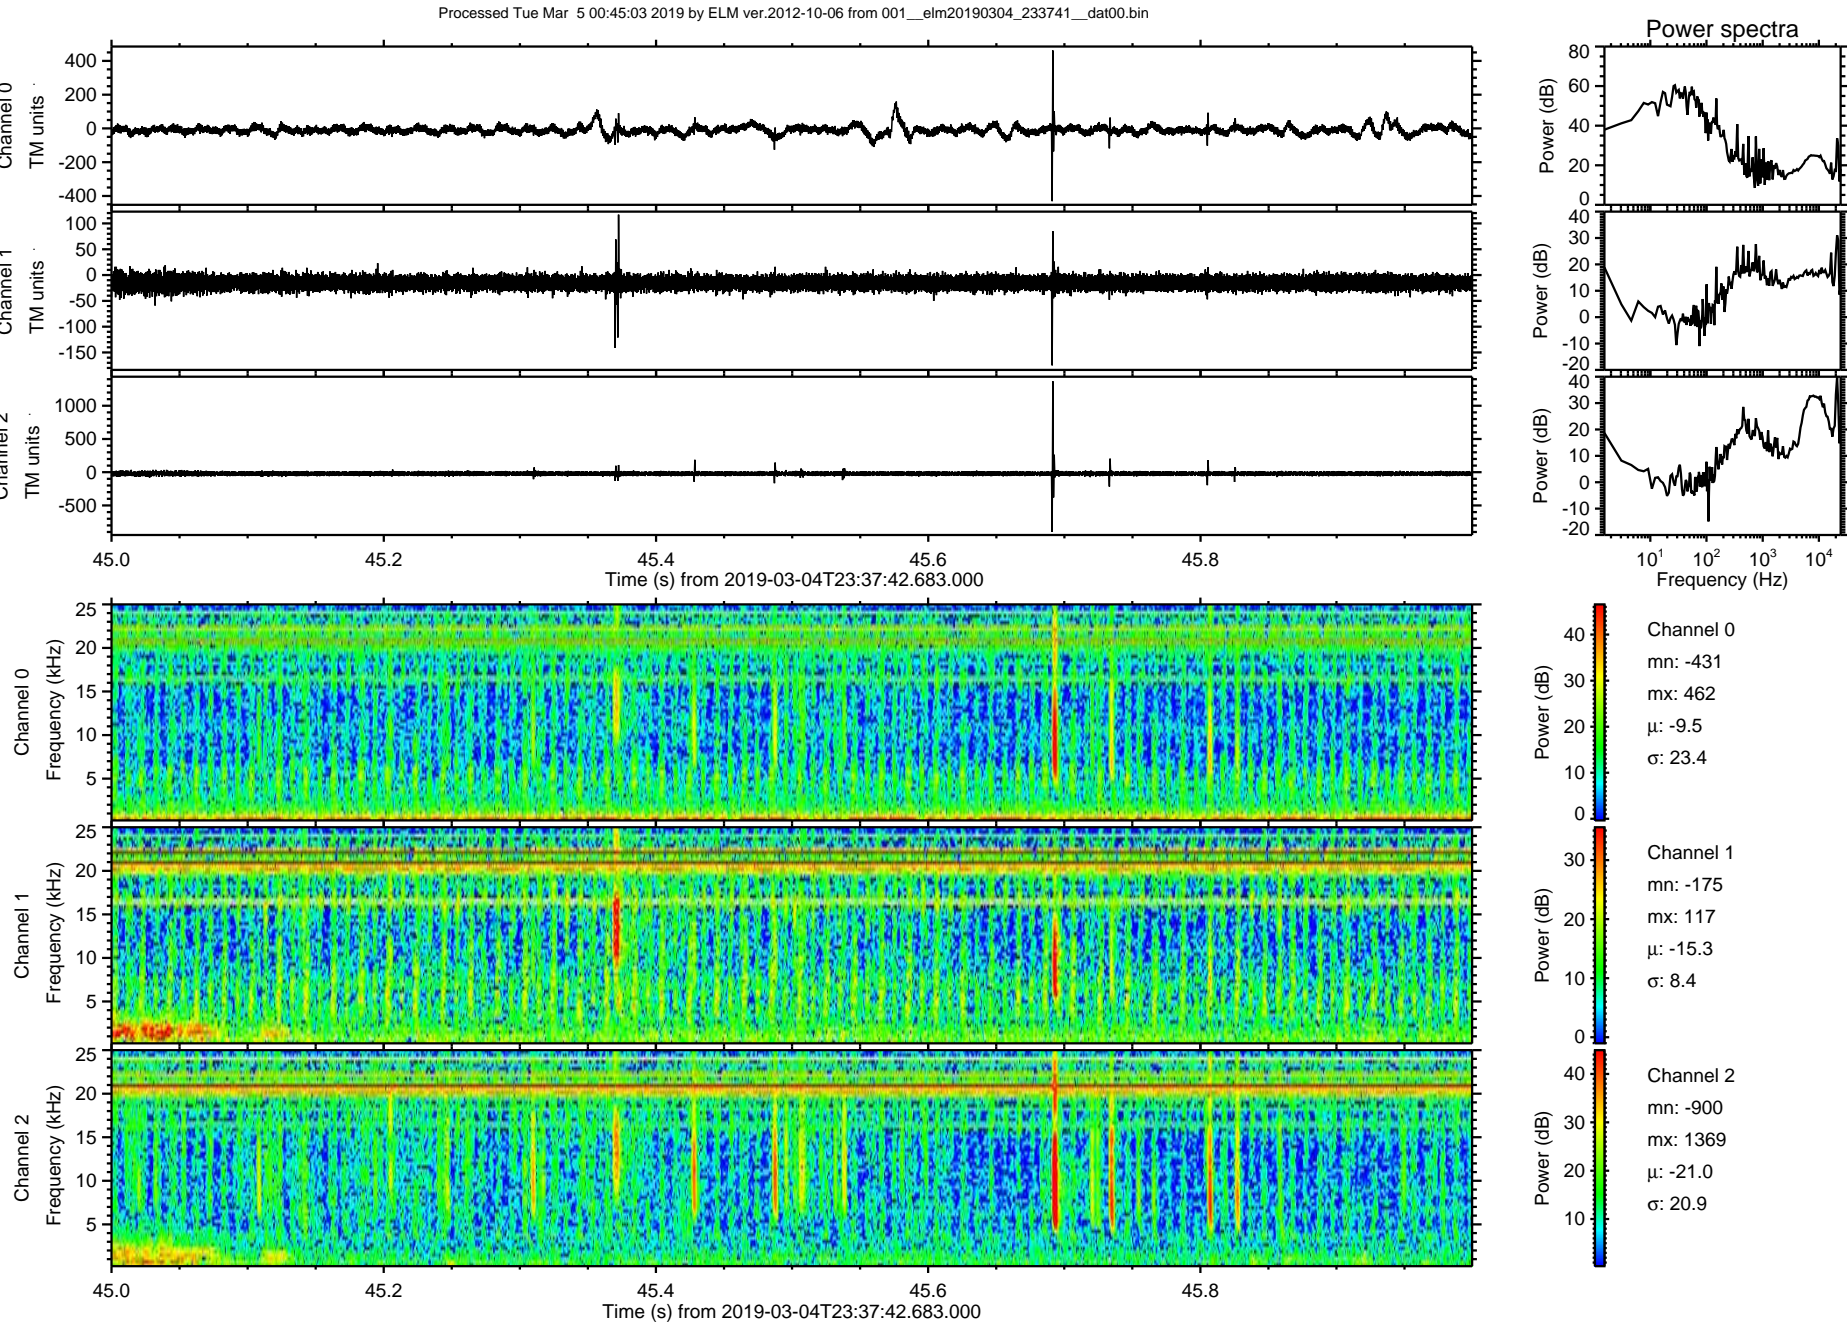 Processed Tue Mar  5 00:45:03 2019 by ELM ver.2012-10-06 from 001__elm20190304_233741__dat00.bin
Power spectra
Channel 0
TM units
400
200
0
-200
-400
Power (dB)
80
60
40
20
0
Channel 1
TM units
100
50
0
-50
-100
-150
Power (dB)
40
30
20
10
0
-10
-20
Channel 2
TM units
1000
500
0
-500
Power (dB)
40
30
20
10
0
-10
-20
45.0 45.2 45.4 45.6 45.8
Time (s) from 2019-03-04T23:37:42.683.000
10¹ 10² 10³ 10⁴
Frequency (Hz)
Channel 0
Frequency (kHz)
25
20
15
10
5
Power (dB)
40
30
20
10
0
Channel 0
mn: -431
mx: 462
μ: -9.5
σ: 23.4
Channel 1
Frequency (kHz)
25
20
15
10
5
Power (dB)
30
20
10
0
Channel 1
mn: -175
mx: 117
μ: -15.3
σ: 8.4
Channel 2
Frequency (kHz)
25
20
15
10
5
Power (dB)
40
30
20
10
Channel 2
mn: -900
mx: 1369
μ: -21.0
σ: 20.9
45.0 45.2 45.4 45.6 45.8
Time (s) from 2019-03-04T23:37:42.683.000